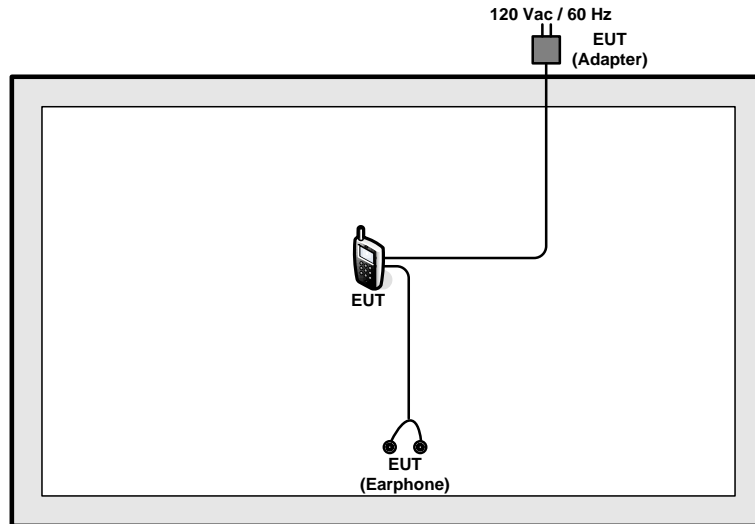 120 Vac / 60 Hz
EUT
(Adapter)
EUT
EUT
(Earphone)